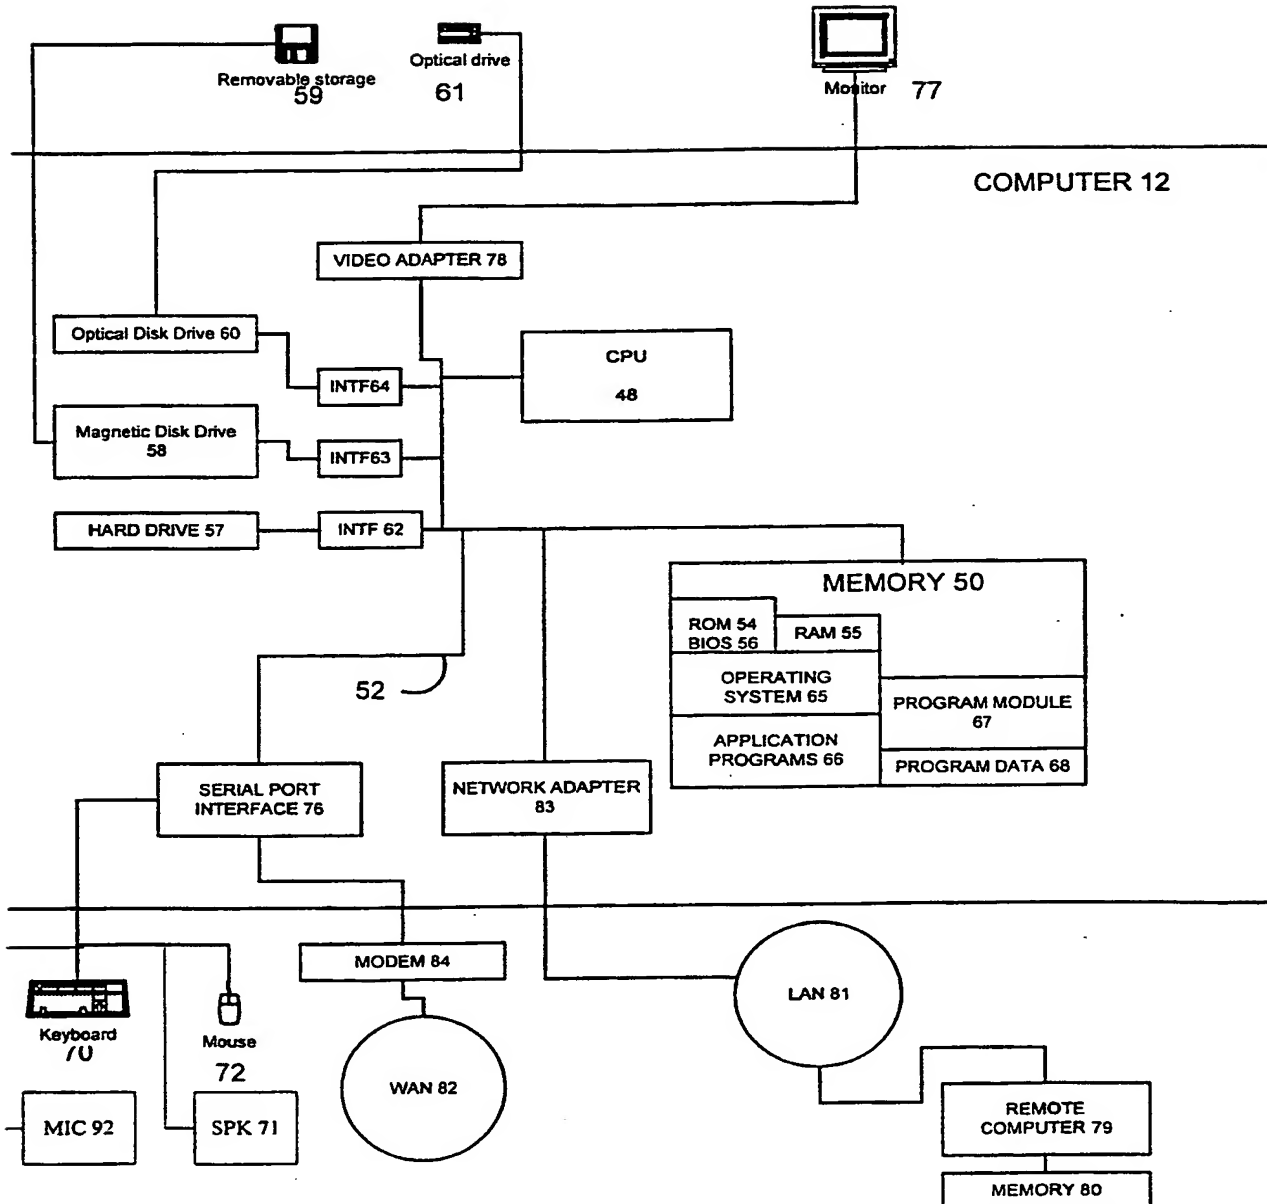 Removable storage
59
Optical drive
61
Monitor 77
COMPUTER 12
VIDEO ADAPTER 78
Optical Disk Drive 60
CPU
48
INTF64
Magnetic Disk Drive
58
INTF63
HARD DRIVE 57
INTF 62
MEMORY 50
ROM 54
BIOS 56
RAM 55
OPERATING
SYSTEM 65
PROGRAM MODULE
67
APPLICATION
PROGRAMS 66
PROGRAM DATA 68
52
SERIAL PORT
INTERFACE 76
NETWORK ADAPTER
83
MODEM 84
LAN 81
Keyboard
70
Mouse
72
WAN 82
MIC 92
SPK 71
REMOTE
COMPUTER 79
MEMORY 80